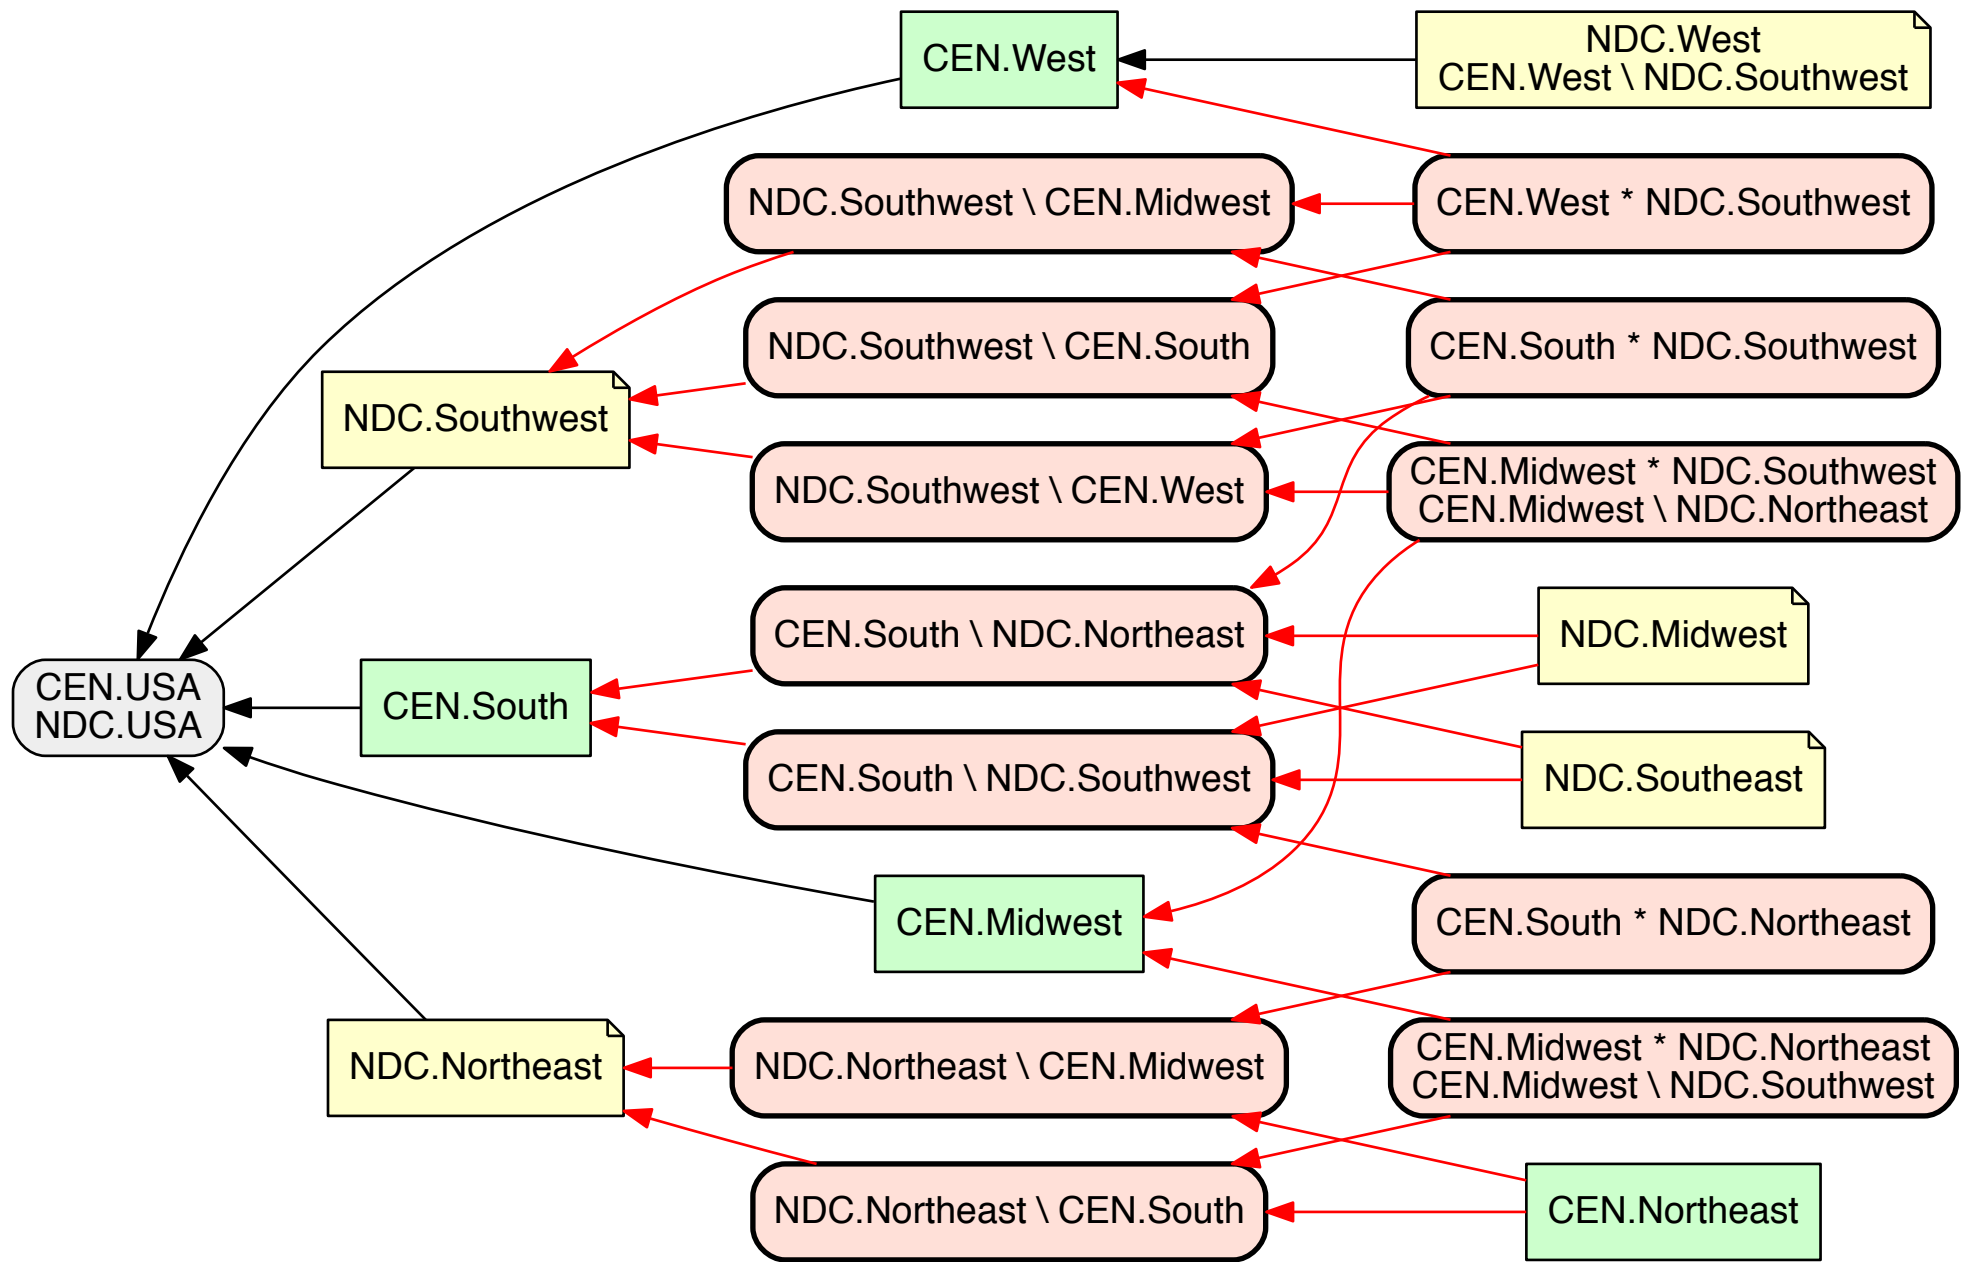 CEN.West
NDC.West
CEN.West \ NDC.Southwest
NDC.Southwest \ CEN.Midwest
CEN.West * NDC.Southwest
NDC.Southwest \ CEN.South
CEN.South * NDC.Southwest
NDC.Southwest
NDC.Southwest \ CEN.West
CEN.Midwest * NDC.Southwest
CEN.Midwest \ NDC.Northeast
CEN.South \ NDC.Northeast
NDC.Midwest
CEN.USA
NDC.USA
CEN.South
CEN.South \ NDC.Southwest
NDC.Southeast
CEN.Midwest
CEN.South * NDC.Northeast
NDC.Northeast
NDC.Northeast \ CEN.Midwest
CEN.Midwest * NDC.Northeast
CEN.Midwest \ NDC.Southwest
NDC.Northeast \ CEN.South
CEN.Northeast